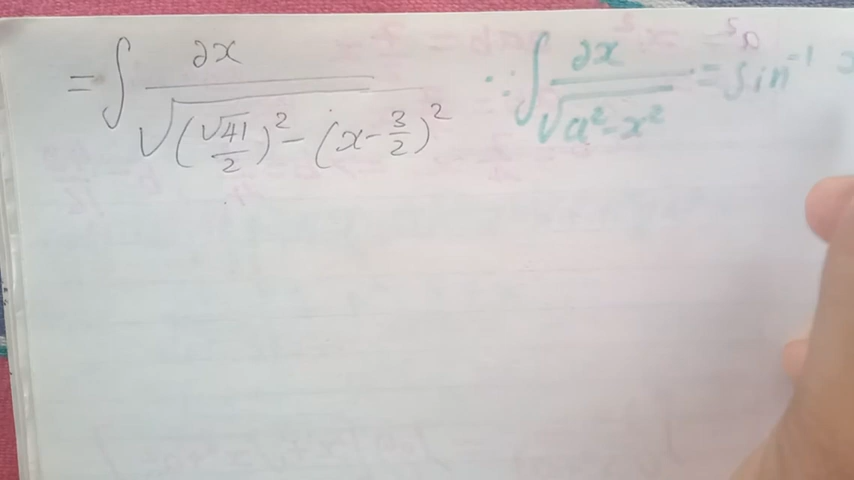 = ∫ ∂x / √((√41/2)² - (x - 3/2)²) ∵ ∫ ∂x / √(a² - x²) = sin⁻¹